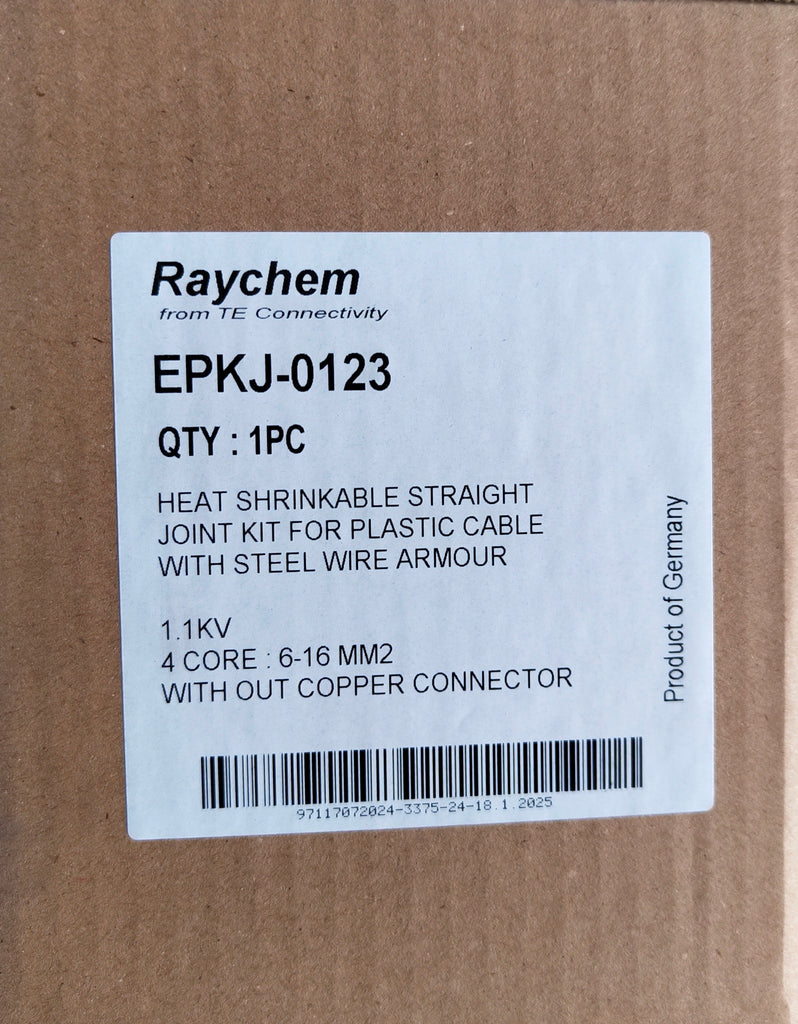 Raychem
from TE Connectivity
EPKJ-0123
QTY : 1PC
HEAT SHRINKABLE STRAIGHT
JOINT KIT FOR PLASTIC CABLE
WITH STEEL WIRE ARMOUR
1.1KV
4 CORE : 6-16 MM2
WITH OUT COPPER CONNECTOR
Product of Germany
97117072024-3375-24-18.1.2025